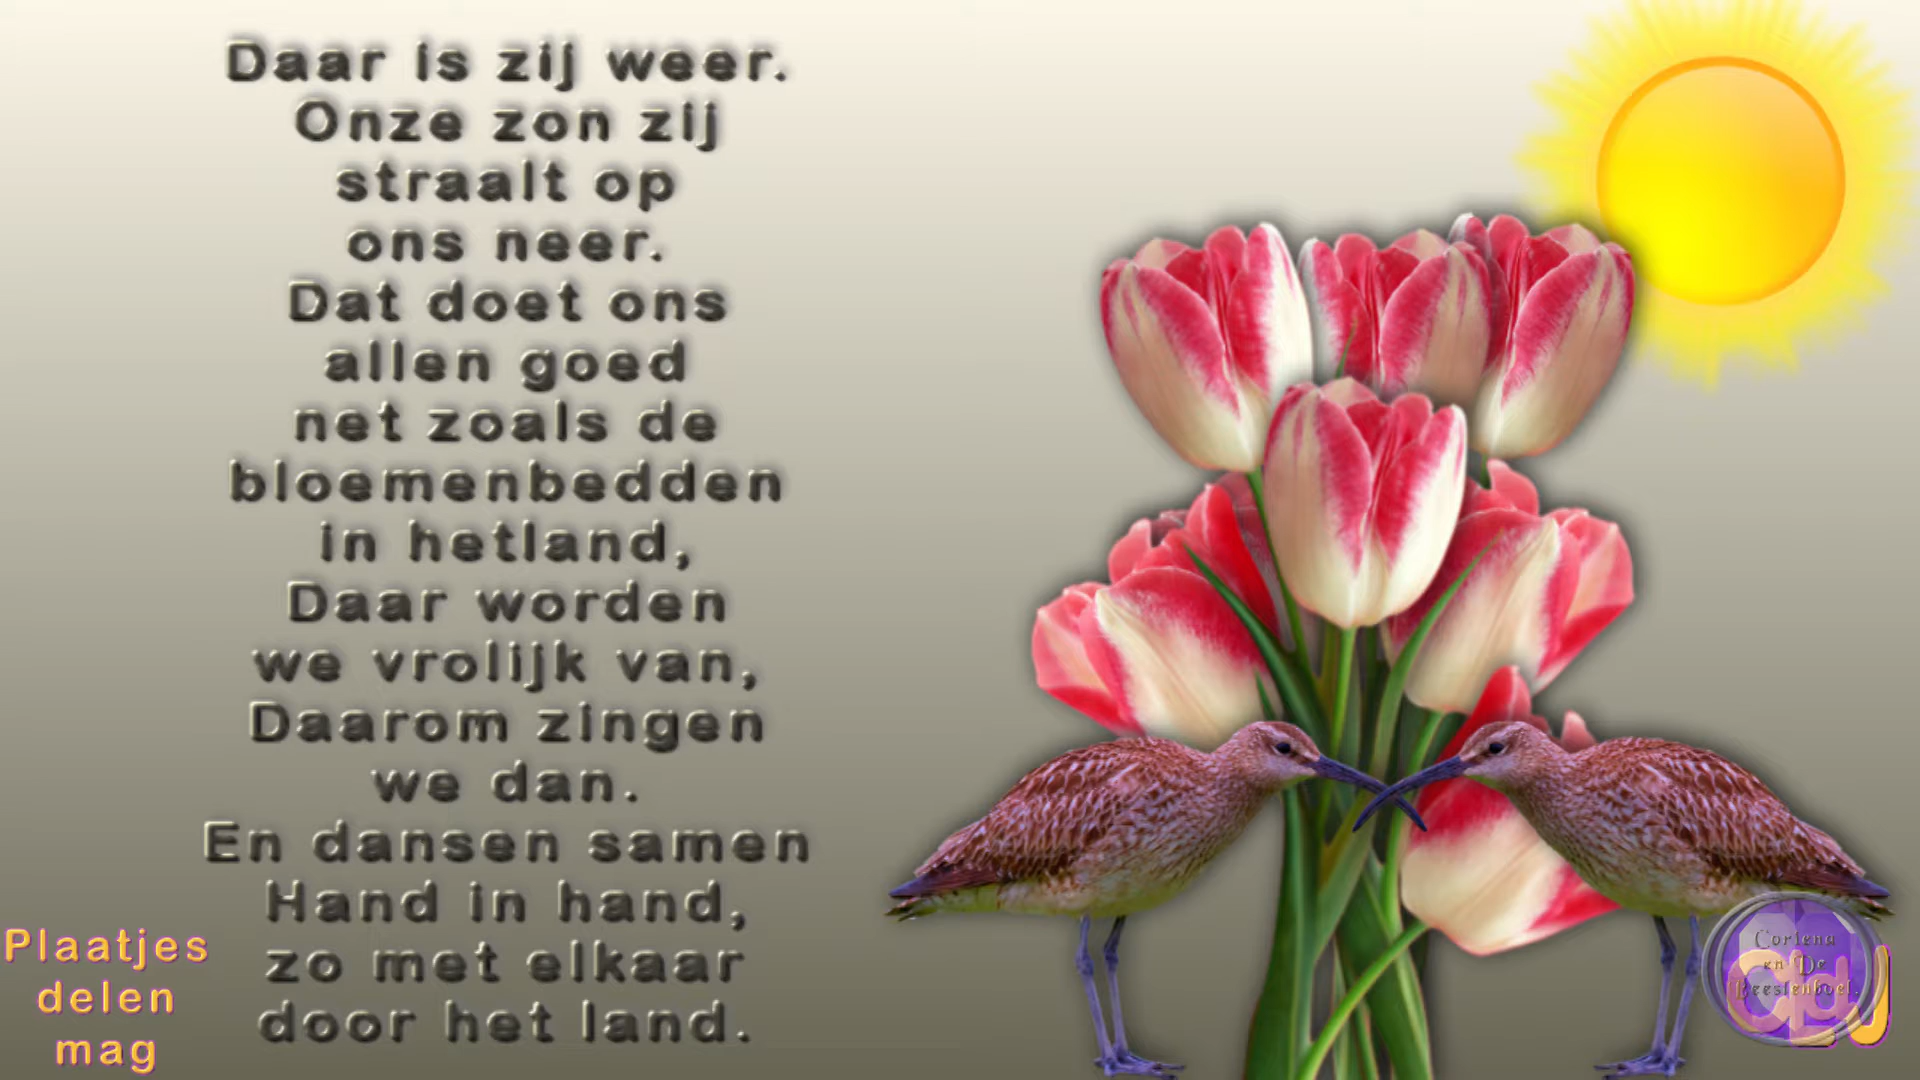 Daar is zij weer.
Onze zon zij
straalt op
ons neer.
Dat doet ons
allen goed
net zoals de
bloemenbedden
in hetland,
Daar worden
we vrolijk van,
Daarom zingen
we dan.
En dansen samen
Hand in hand,
zo met elkaar
door het land.
Plaatjes
delen
mag
en De